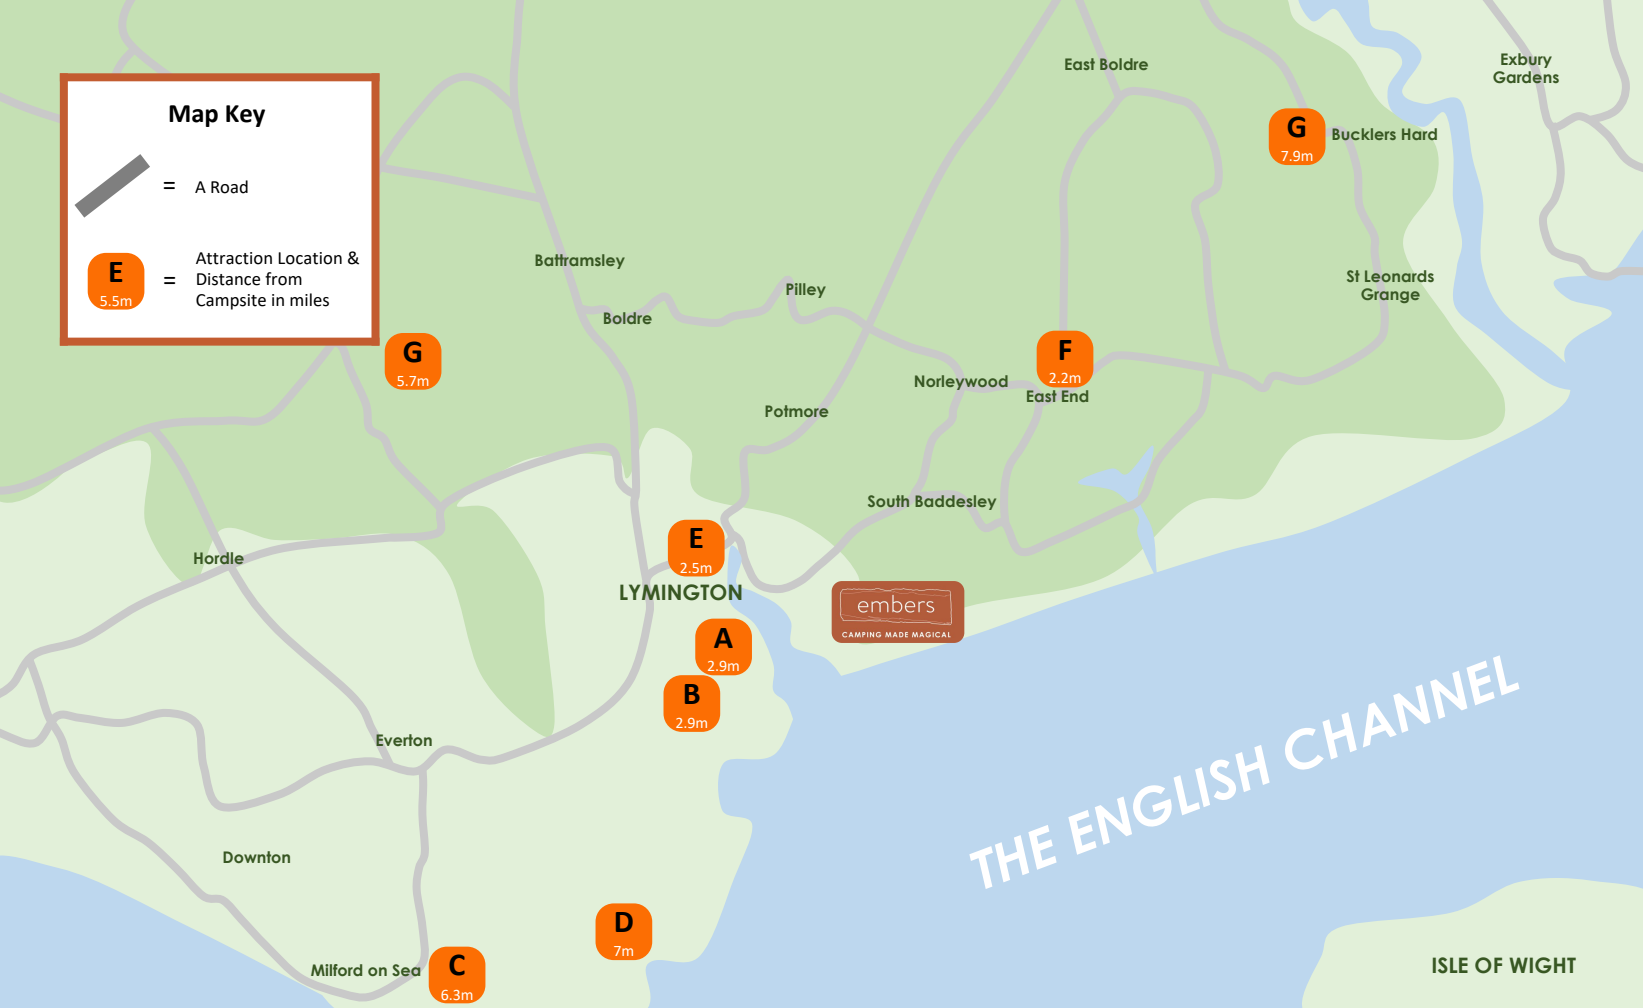 East Boldre
Exbury
Gardens
Map Key
G
7.9m
Bucklers Hard
=
A Road
E
5.5m
=
Attraction Location &
Distance from
Campsite in miles
Battramsley
St Leonards
Grange
Pilley
Boldre
G
5.7m
F
2.2m
Norleywood
East End
Potmore
South Baddesley
E
2.5m
Hordle
LYMINGTON
embers
CAMPING MADE MAGICAL
A
2.9m
B
2.9m
Everton
THE ENGLISH CHANNEL
Downton
D
7m
Milford on Sea
C
6.3m
ISLE OF WIGHT